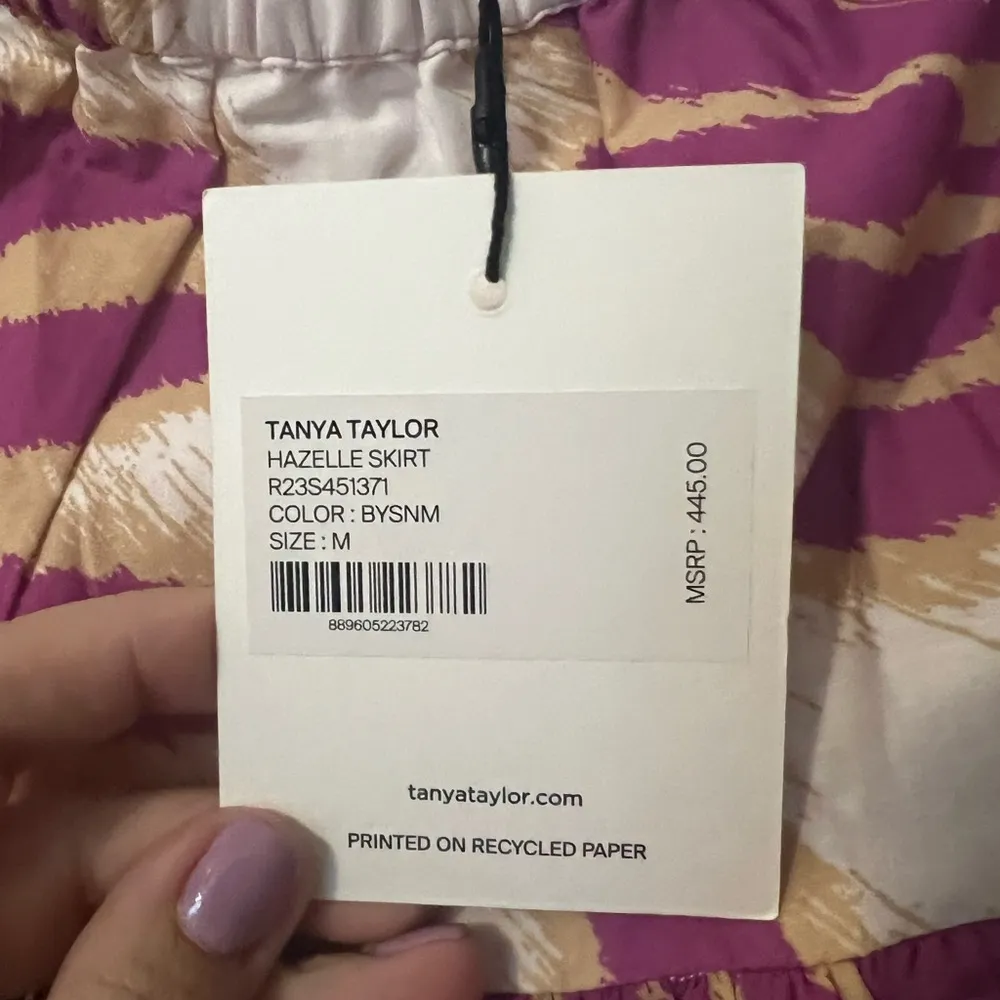 TANYA TAYLOR
HAZELLE SKIRT
R23S451371
COLOR : BYSNM
SIZE : M
889605223782
MSRP : 445.00
tanyataylor.com
PRINTED ON RECYCLED PAPER